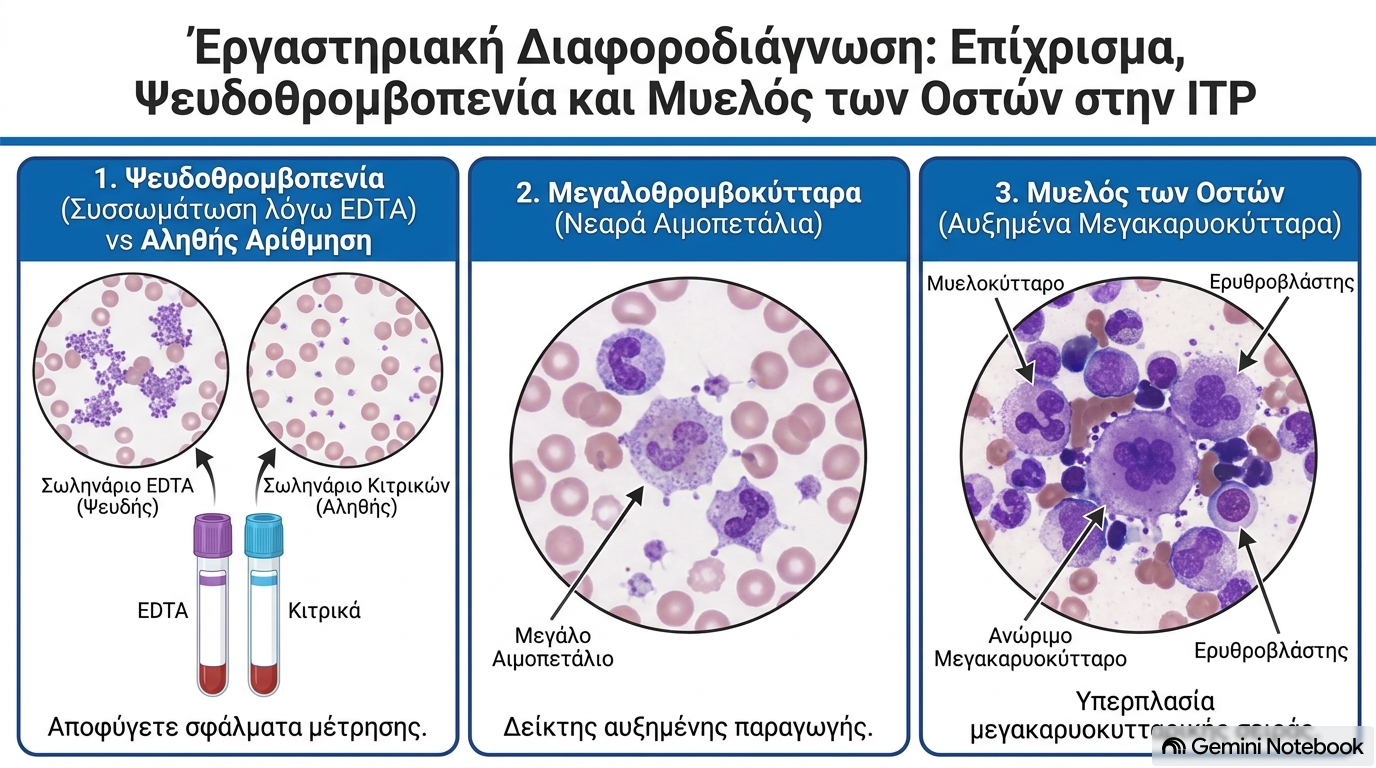 Έργαστηριακή Διαφοροδιάγνωση: Επίχρισμα,
Ψευδοθρομβοπενία και Μυελός των Οστών στην ITP
1. Ψευδοθρομβοπενία
(Συσσωμάτωση λόγω EDTA)
vs Αληθής Αρίθμηση
Σωληνάριο EDTA
(Ψευδής)
Σωληνάριο Κιτρικών
(Αληθής)
EDTA
Κιτρικά
Αποφύγετε σφάλματα μέτρησης.
2. Μεγαλοθρομβοκύτταρα
(Νεαρά Αιμοπετάλια)
Μεγάλο
Αιμοπετάλιο
Δείκτης αυξημένης παραγωγής.
3. Μυελός των Οστών
(Αυξημένα Μεγακαρυοκύτταρα)
Μυελοκύτταρο
Ερυθροβλάστης
Ανώριμο
Μεγακαρυοκύτταρο
Ερυθροβλάστης
Υπερπλασία
μεγακαρυοκυτταρικής σειράς.
Gemini Notebook